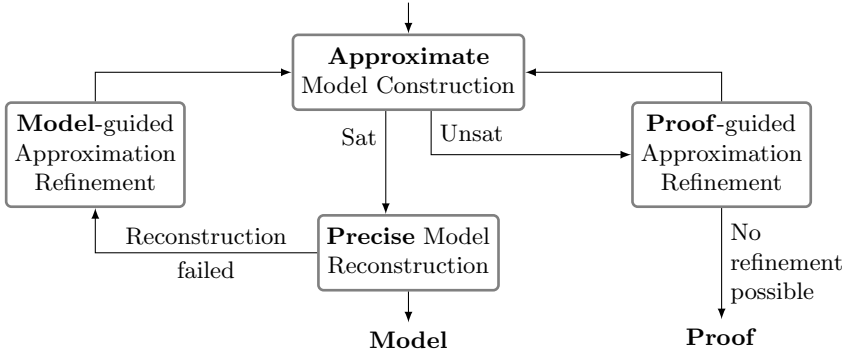 Approximate
Model Construction
Model-guided
Approximation
Refinement
Sat
Unsat
Proof-guided
Approximation
Refinement
Reconstruction
failed
Precise Model
Reconstruction
No
refinement
possible
Model
Proof